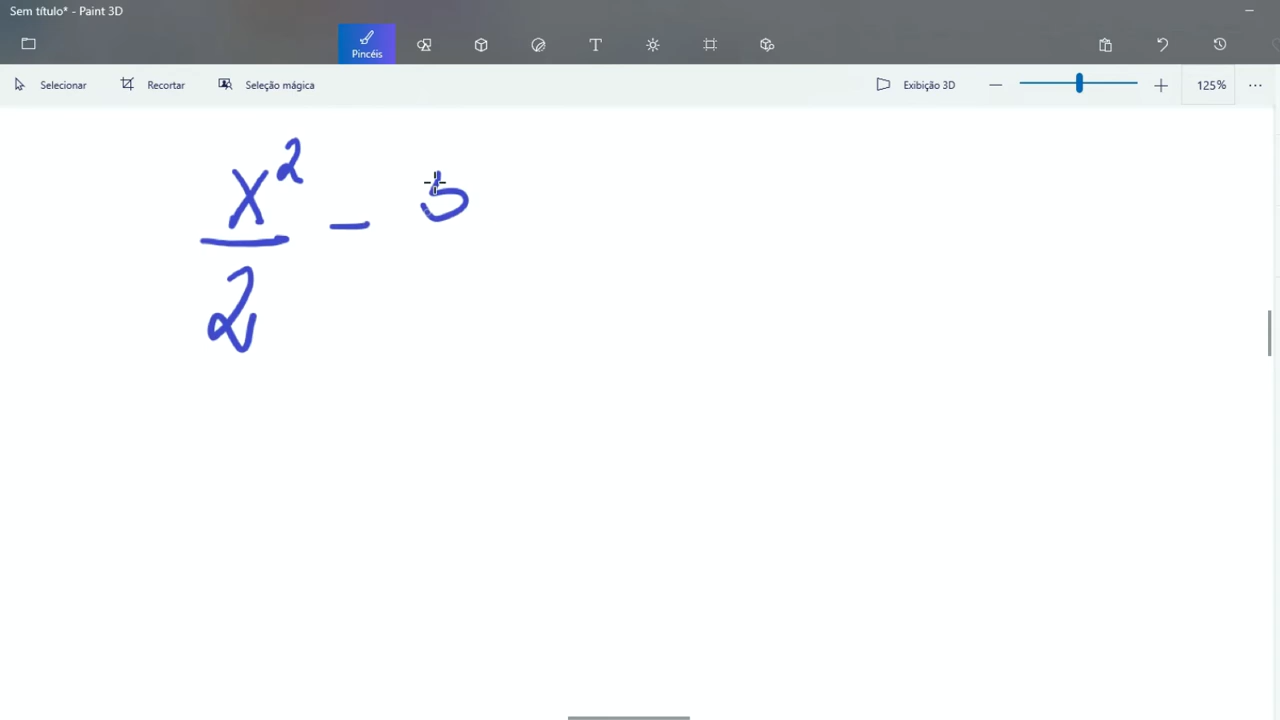 Sem título* - Paint 3D
Pincéis
Selecionar Recortar Seleção mágica Exibição 3D 125%
x² - 5
2